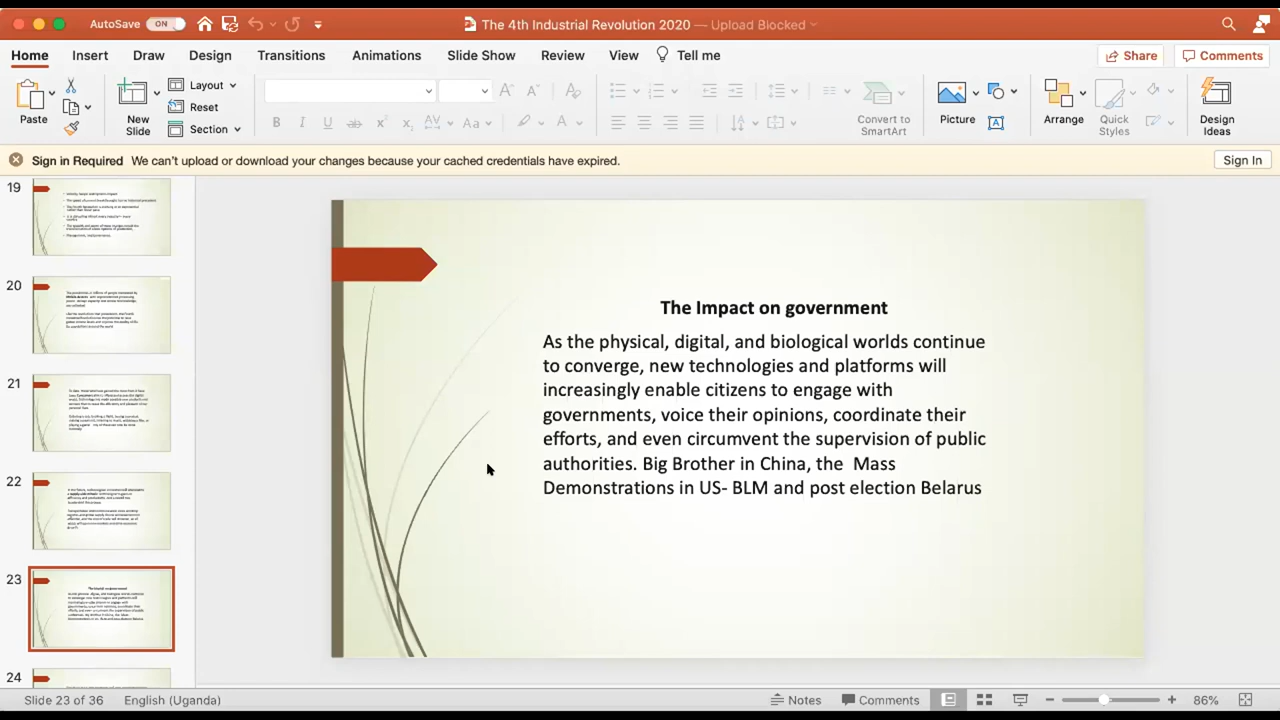 AutoSave ON The 4th Industrial Revolution 2020 — Upload Blocked
Home Insert Draw Design Transitions Animations Slide Show Review View Tell me Share Comments
Paste New Slide Layout Reset Section Convert to SmartArt Picture Arrange Quick Styles Design Ideas
Sign in Required We can't upload or download your changes because your cached credentials have expired. Sign In
19
20
21
22
23
24
The Impact on government
As the physical, digital, and biological worlds continue
to converge, new technologies and platforms will
increasingly enable citizens to engage with
governments, voice their opinions, coordinate their
efforts, and even circumvent the supervision of public
authorities. Big Brother in China, the  Mass
Demonstrations in US- BLM and post election Belarus
Slide 23 of 36 English (Uganda) Notes Comments 86%